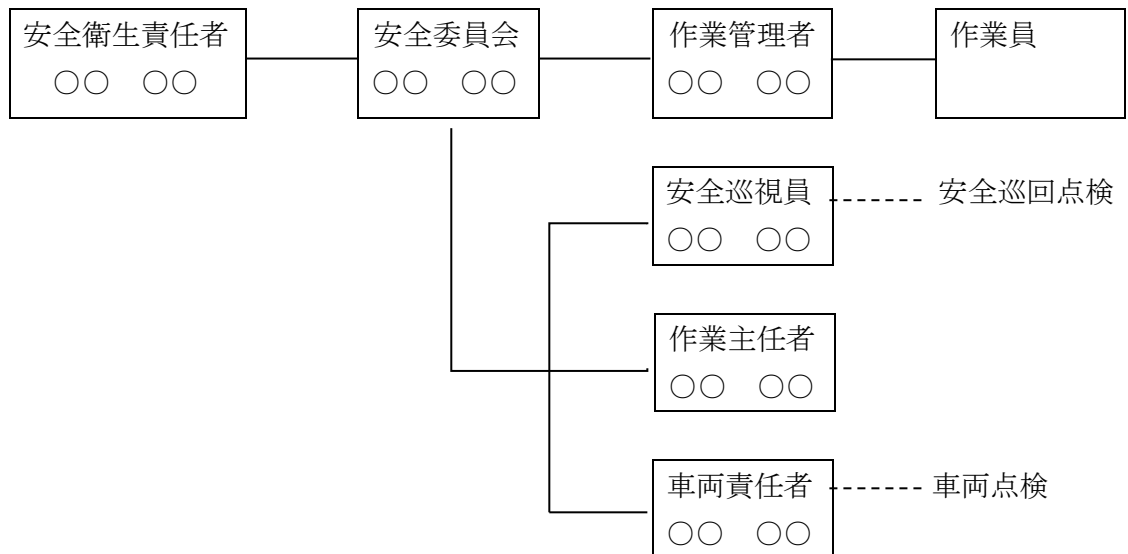 安全衛生責任者
○○　○○
安全委員会
○○　○○
作業管理者
○○　○○
作業員
安全巡視員
○○　○○
安全巡回点検
作業主任者
○○　○○
車両責任者
○○　○○
車両点検